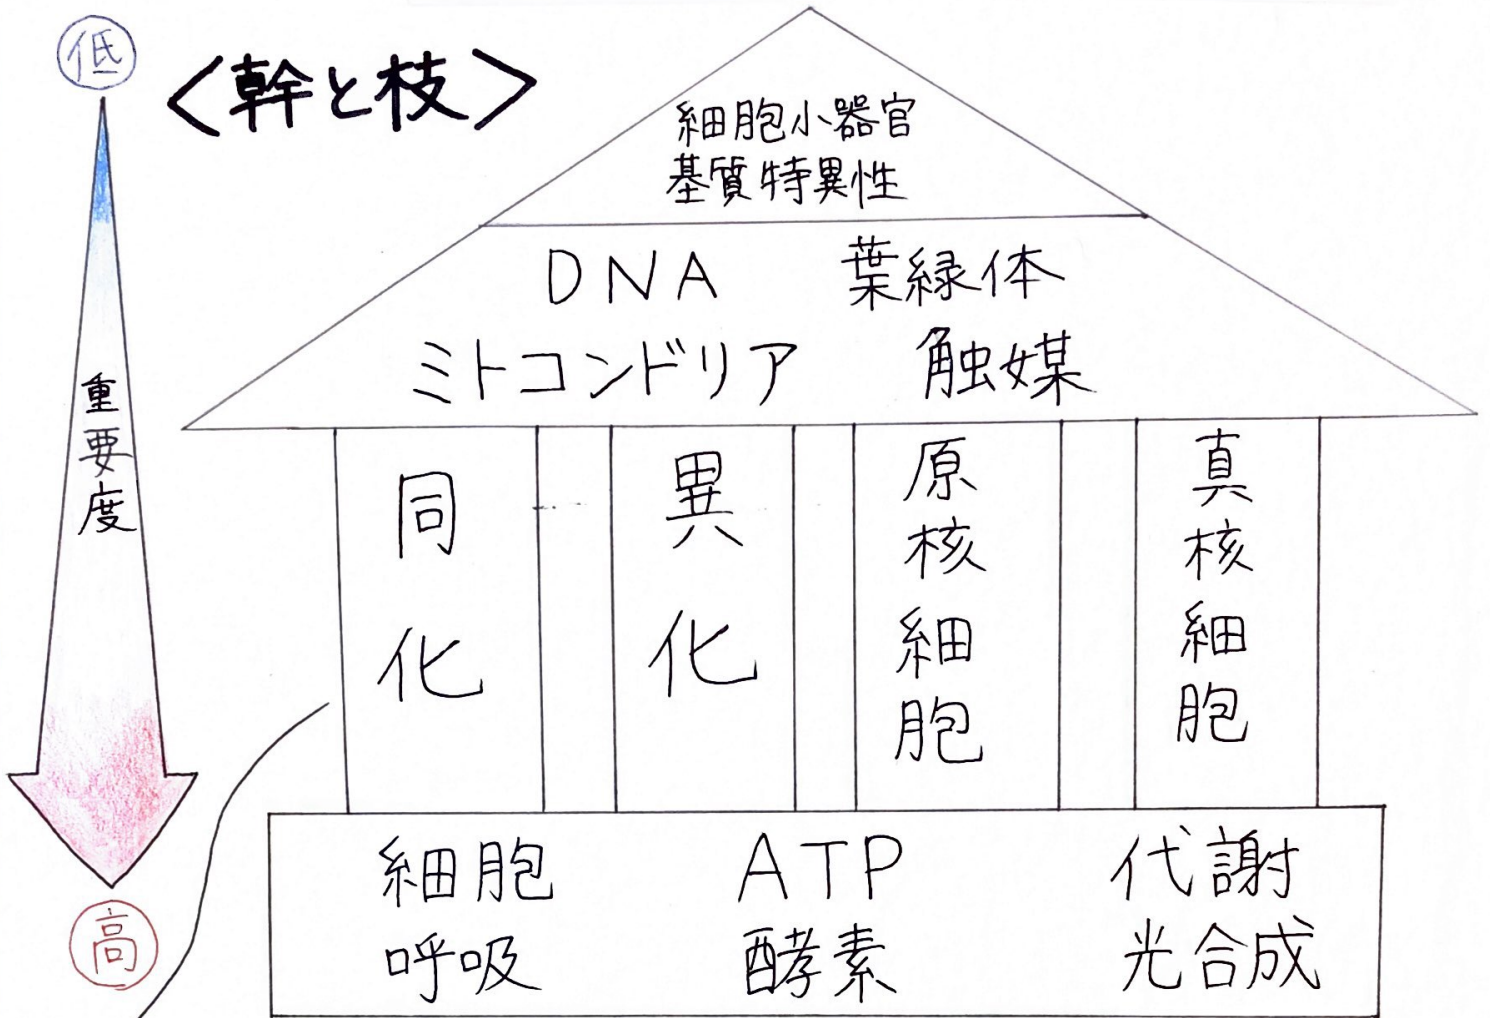 低
<幹と枝>
細胞小器官
基質特異性
DNA 葉緑体
ミトコンドリア 触媒
重要度
同化
異化
原核細胞
真核細胞
細胞 ATP 代謝
呼吸 酵素 光合成
高